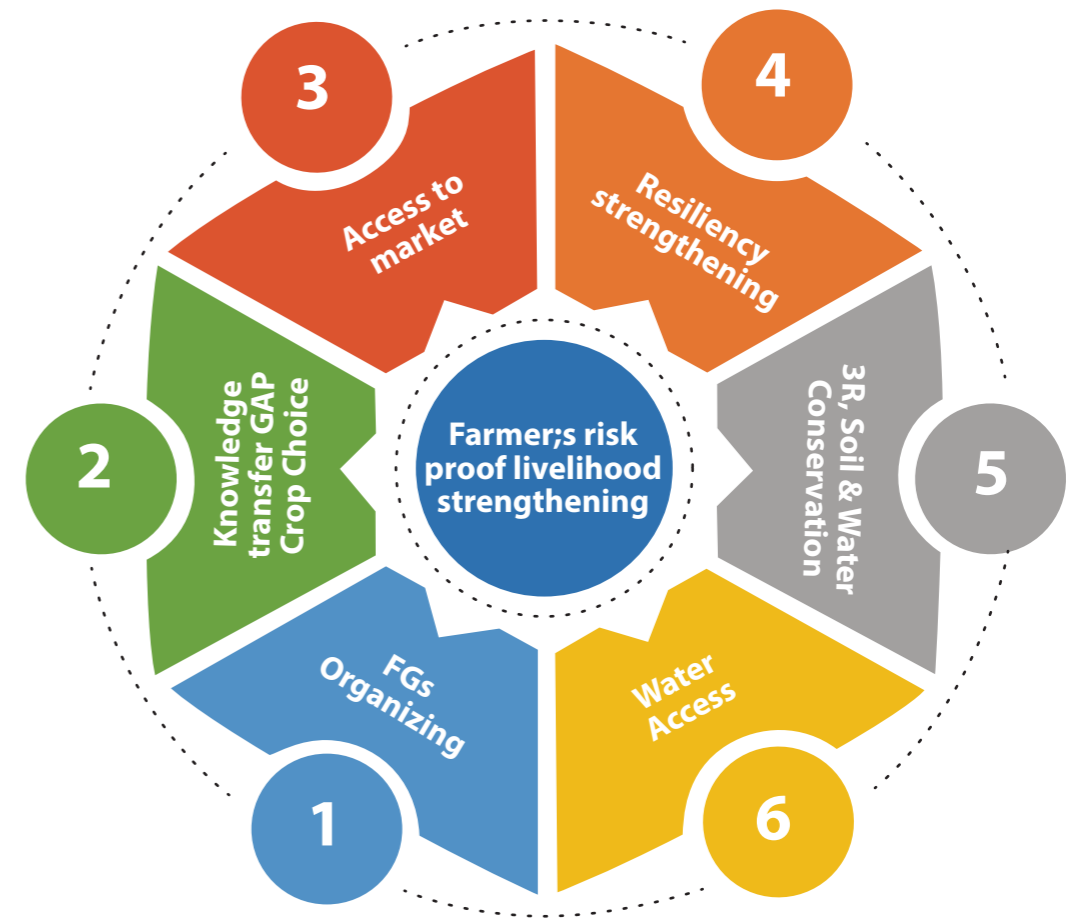 3
4
Access to
market
Resiliency
strengthening
2
Knowledge
transfer GAP
Crop Choice
Farmer;s risk
proof livelihood
strengthening
3R, Soil & Water
Conservation
5
FGs
Organizing
Water
Access
1
6